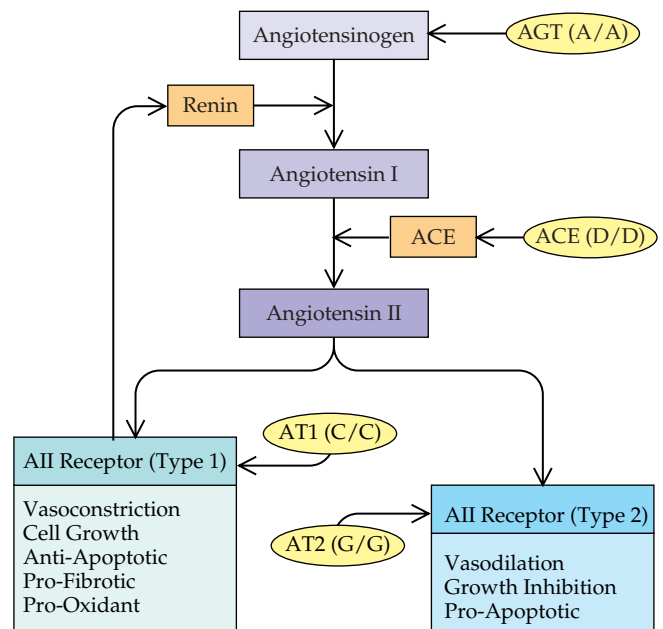 Angiotensinogen
AGT (A/A)
Renin
Angiotensin I
ACE
ACE (D/D)
Angiotensin II
AT1 (C/C)
AII Receptor (Type 1)
Vasoconstriction
Cell Growth
Anti-Apoptotic
Pro-Fibrotic
Pro-Oxidant
AT2 (G/G)
AII Receptor (Type 2)
Vasodilation
Growth Inhibition
Pro-Apoptotic